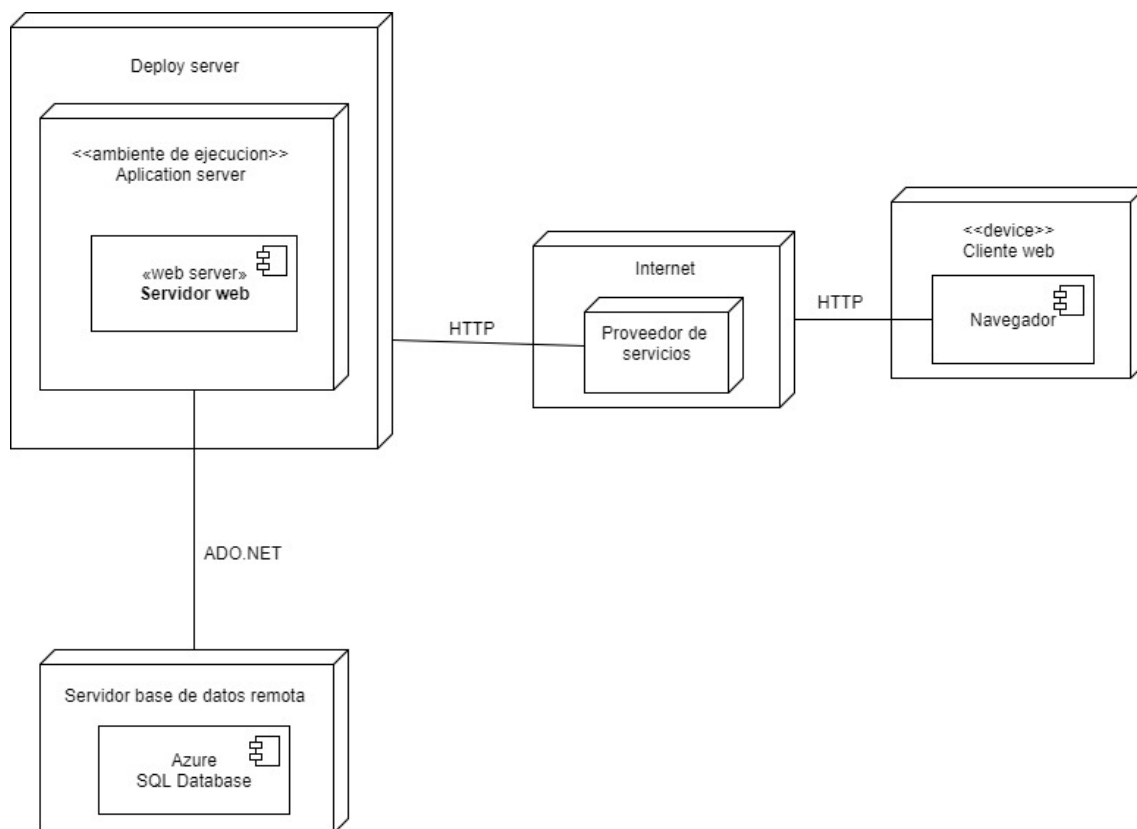 Deploy server
<<ambiente de ejecucion>>
Aplication server
«web server»
Servidor web
HTTP
Internet
Proveedor de
servicios
HTTP
<<device>>
Cliente web
Navegador
ADO.NET
Servidor base de datos remota
Azure
SQL Database